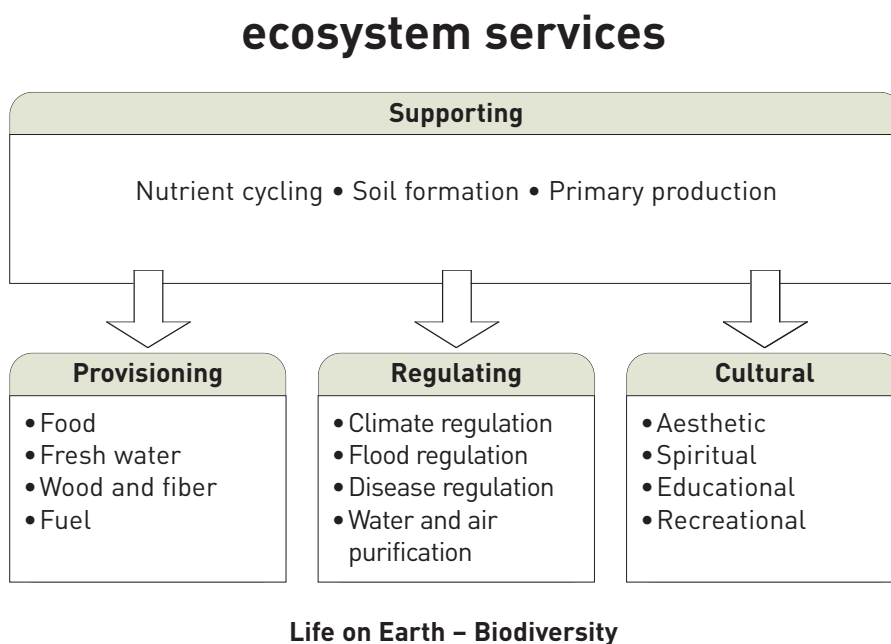 ecosystem services
Supporting
Nutrient cycling • Soil formation • Primary production
Provisioning
• Food
• Fresh water
• Wood and fiber
• Fuel
Regulating
• Climate regulation
• Flood regulation
• Disease regulation
• Water and air
purification
Cultural
• Aesthetic
• Spiritual
• Educational
• Recreational
Life on Earth – Biodiversity